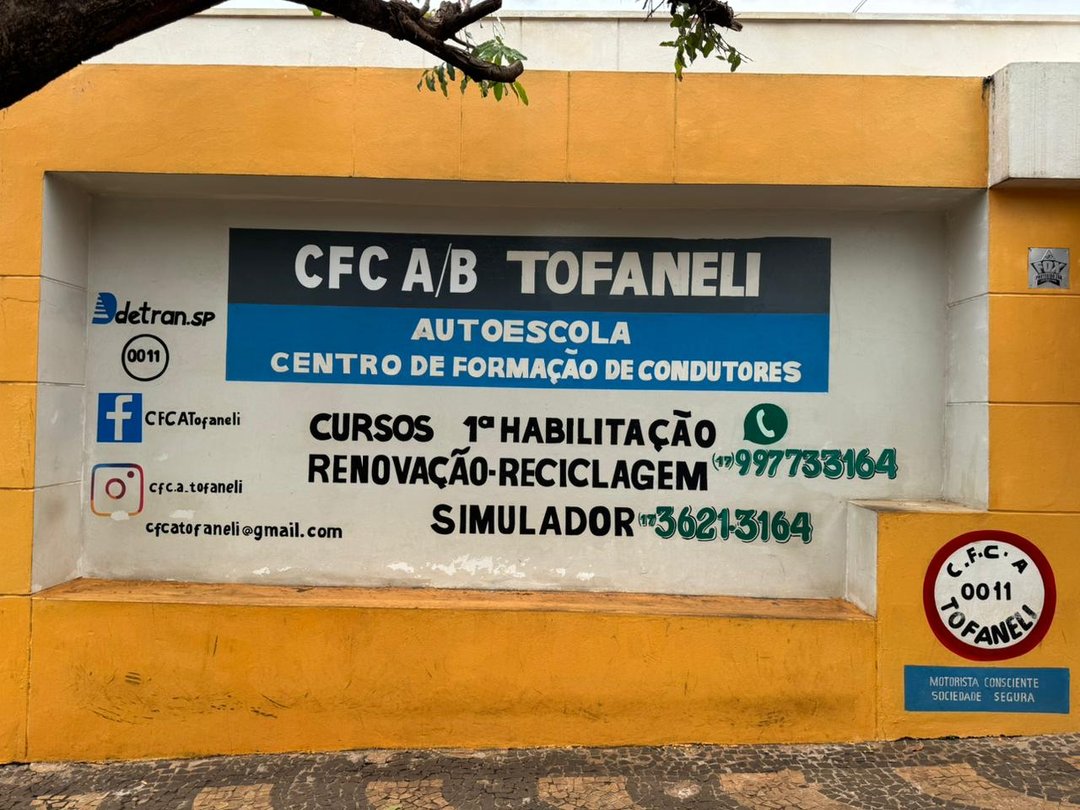 CFC A/B TOFANELI
AUTOESCOLA
CENTRO DE FORMAÇÃO DE CONDUTORES
detran.sp
0011
CFCATofaneli
cfc.a.tofaneli
cfcatofaneli@gmail.com
CURSOS 1ª HABILITAÇÃO
RENOVAÇÃO-RECICLAGEM (17)997733164
SIMULADOR (17)3621-3164
FOX
C.F.C.A
0011
TOFANELI
MOTORISTA CONSCIENTE
SOCIEDADE SEGURA